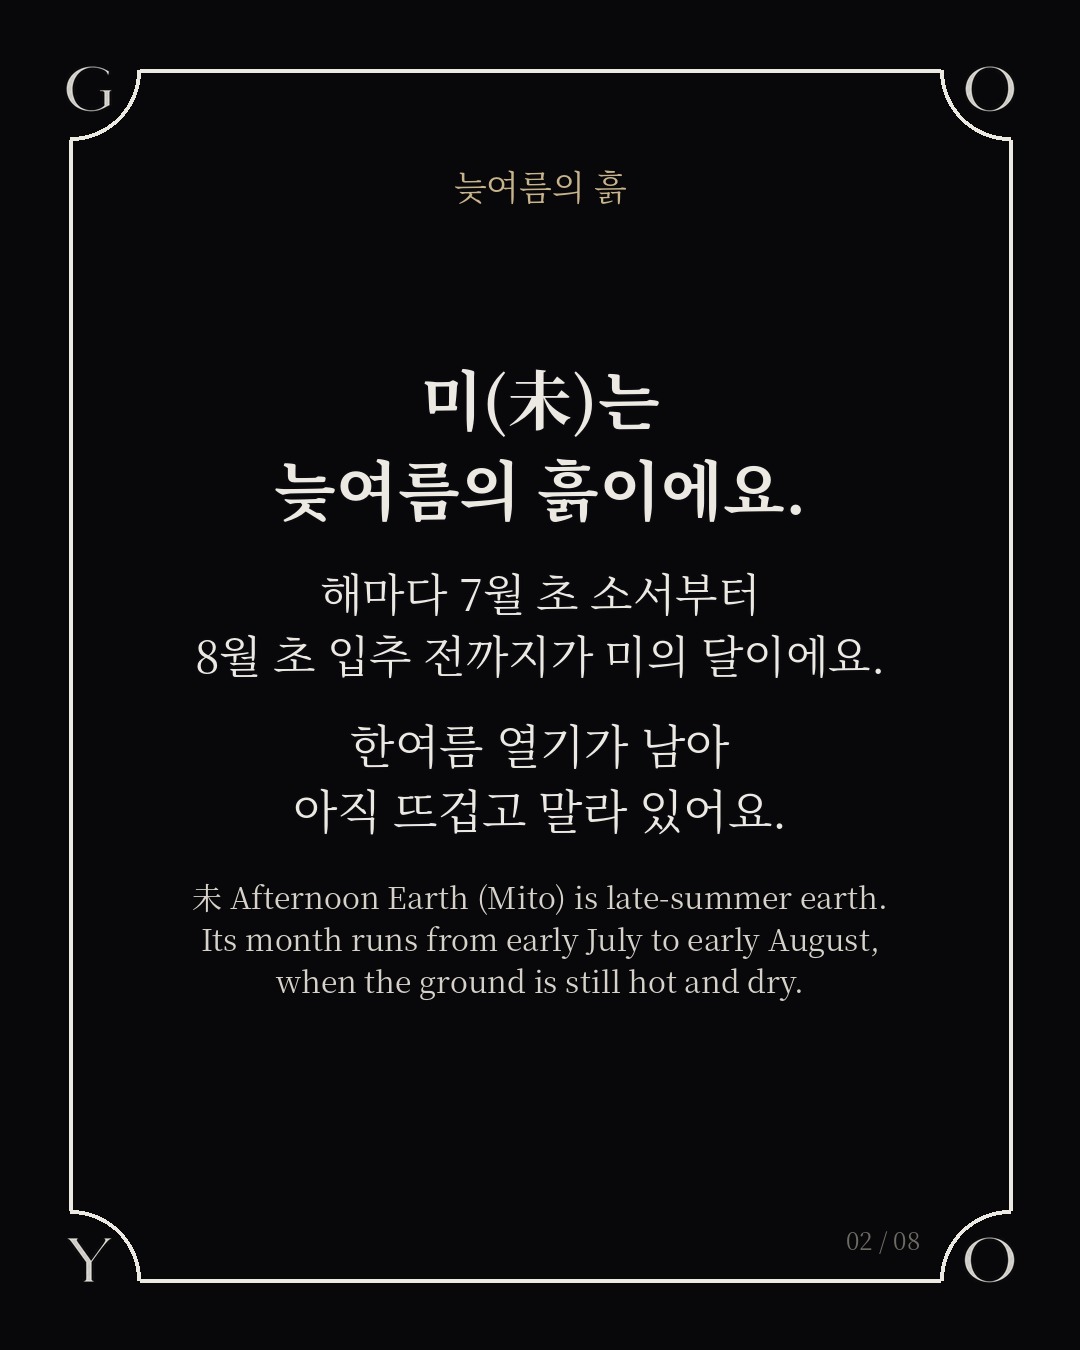 G O
늦여름의 흙
미(未)는
늦여름의 흙이에요.
해마다 7월 초 소서부터
8월 초 입추 전까지가 미의 달이에요.
한여름 열기가 남아
아직 뜨겁고 말라 있어요.
未 Afternoon Earth (Mito) is late-summer earth.
Its month runs from early July to early August,
when the ground is still hot and dry.
02 / 08
Y O